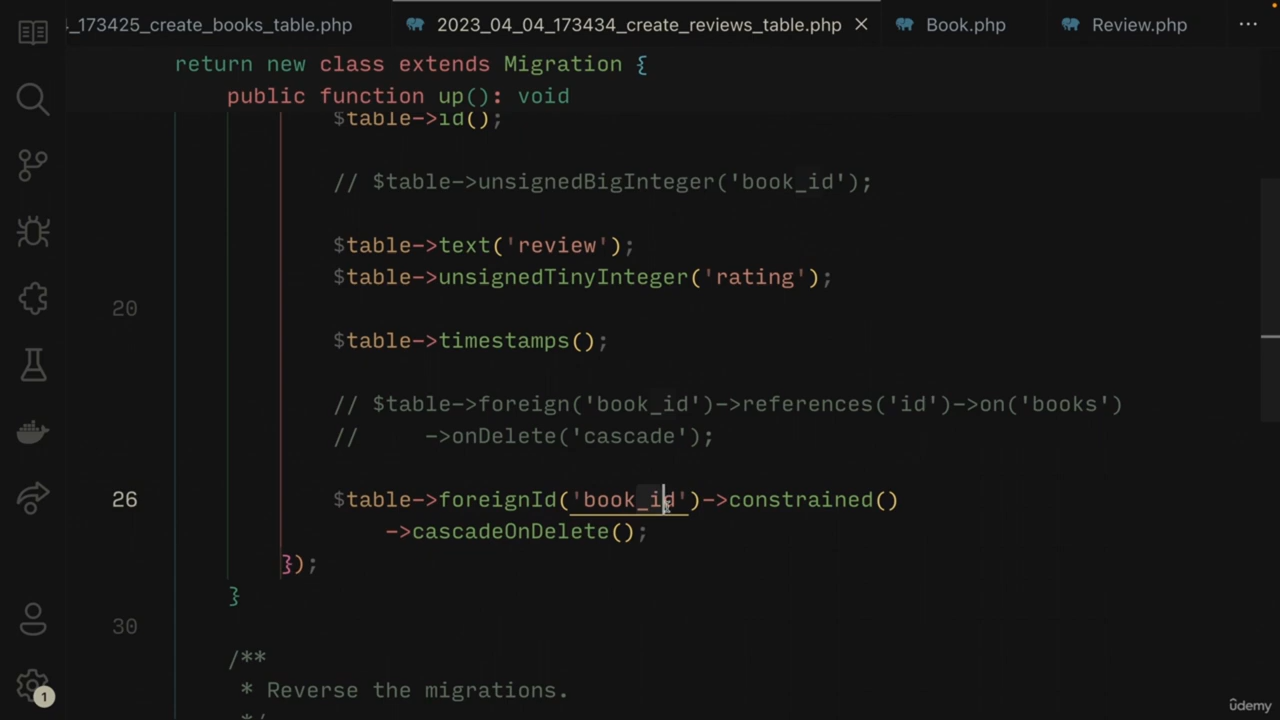 _173425_create_books_table.php
2023_04_04_173434_create_reviews_table.php
Book.php
Review.php
return new class extends Migration {
public function up(): void
$table->id();
// $table->unsignedBigInteger('book_id');
$table->text('review');
$table->unsignedTinyInteger('rating');
20
$table->timestamps();
// $table->foreign('book_id')->references('id')->on('books')
//     ->onDelete('cascade');
26 $table->foreignId('book_id')->constrained()
->cascadeOnDelete();
});
}
30
/**
* Reverse the migrations.
*/
1
ûdemy